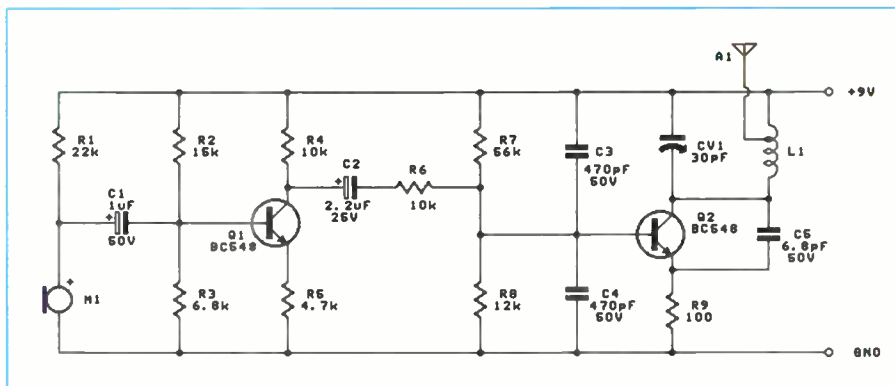 A1
+9V
R1
22k
R2
15k
R4
10k
R7
56k
C3
470pF
50V
CV1
30pF
L1
C1
1uF
50V
C2
2.2uF
25V
R6
10k
Q1
BC548
Q2
BC548
C5
6.8pF
50V
M1
R3
6.8k
R5
4.7k
R8
12k
C4
470pF
50V
R9
100
GND